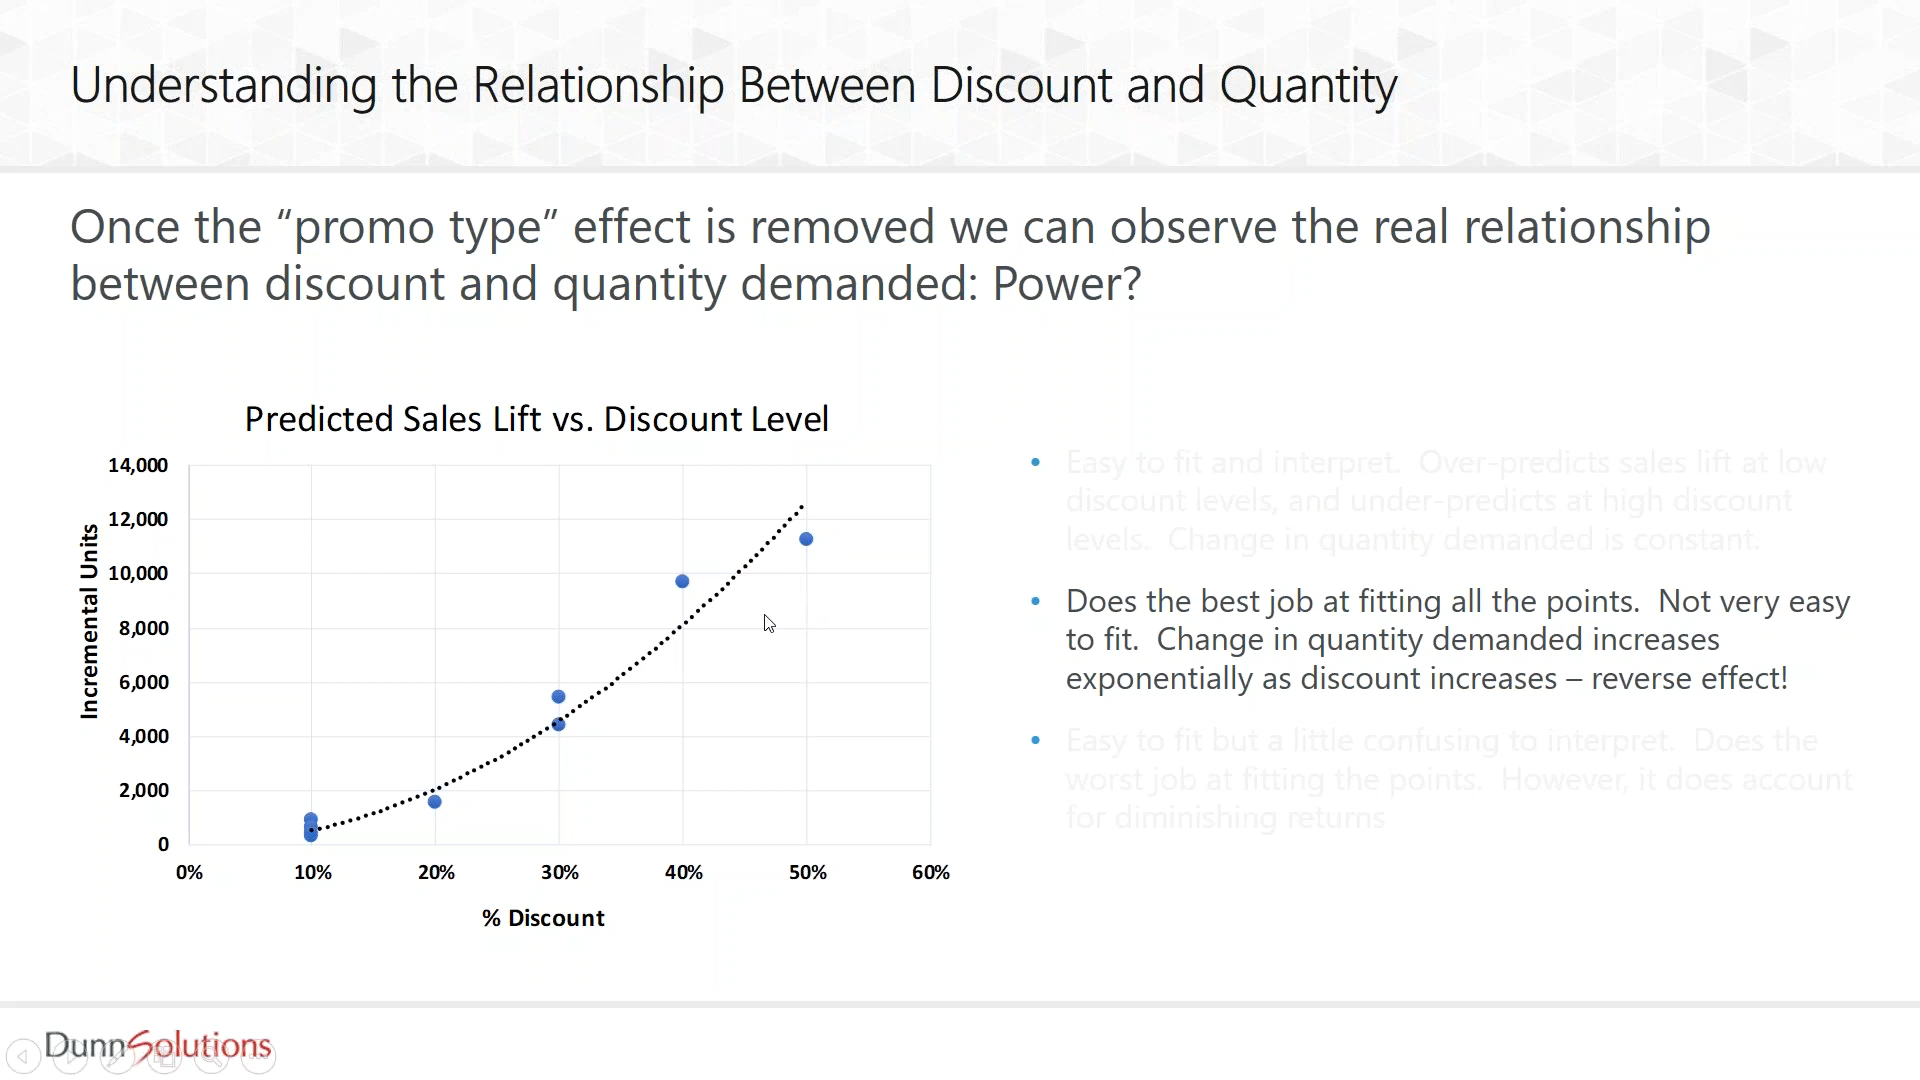 Understanding the Relationship Between Discount and Quantity
Once the “promo type” effect is removed we can observe the real relationship
between discount and quantity demanded: Power?
Predicted Sales Lift vs. Discount Level
14,000
12,000
10,000
8,000
6,000
4,000
2,000
0
Incremental Units
0% 10% 20% 30% 40% 50% 60%
% Discount
• Easy to fit and interpret. Over-predicts sales lift at low
discount levels, and under-predicts at high discount
levels. Change in quantity demanded is constant.
• Does the best job at fitting all the points. Not very easy
to fit. Change in quantity demanded increases
exponentially as discount increases – reverse effect!
• Easy to fit but a little confusing to interpret. Does the
worst job at fitting the points. However, it does account
for diminishing returns
DunnSolutions